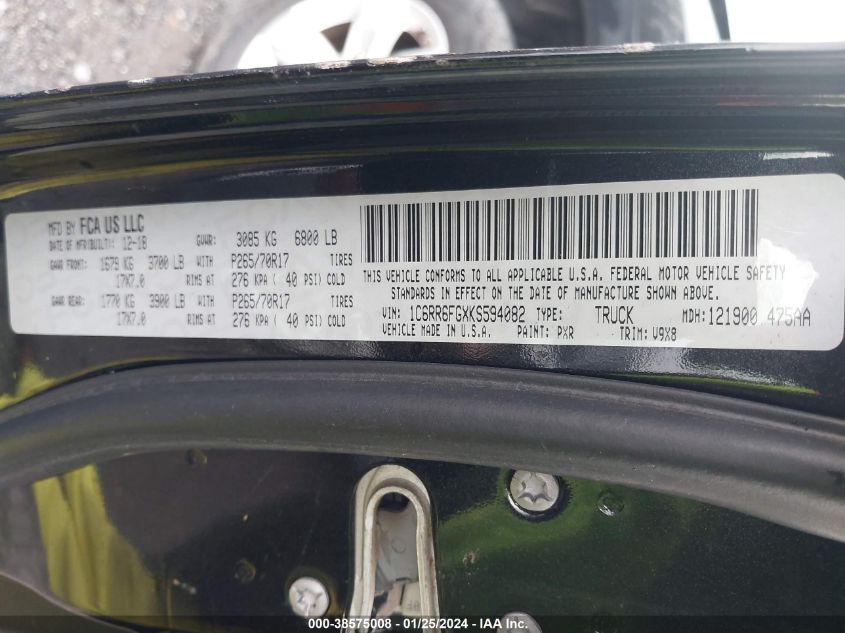 MFD BY FCA US LLC
DATE OF MFR(BUILT): 12-18 GVWR: 3085 KG 6800 LB
GAWR FRONT: 1679 KG 3700 LB WITH P265/70R17 TIRES
17X7.0 RIMS AT 276 KPA ( 40 PSI) COLD
GAWR REAR: 1770 KG 3900 LB WITH P265/70R17 TIRES
17X7.0 RIMS AT 276 KPA ( 40 PSI) COLD
THIS VEHICLE CONFORMS TO ALL APPLICABLE U.S.A. FEDERAL MOTOR VEHICLE SAFETY
STANDARDS IN EFFECT ON THE DATE OF MANUFACTURE SHOWN ABOVE.
VIN: 1C6RR6FGXKS594082 TYPE: TRUCK MDH: 121900 475AA
VEHICLE MADE IN U.S.A. PAINT: PXR TRIM: V9X8
000-38575008 - 01/25/2024 - IAA Inc.